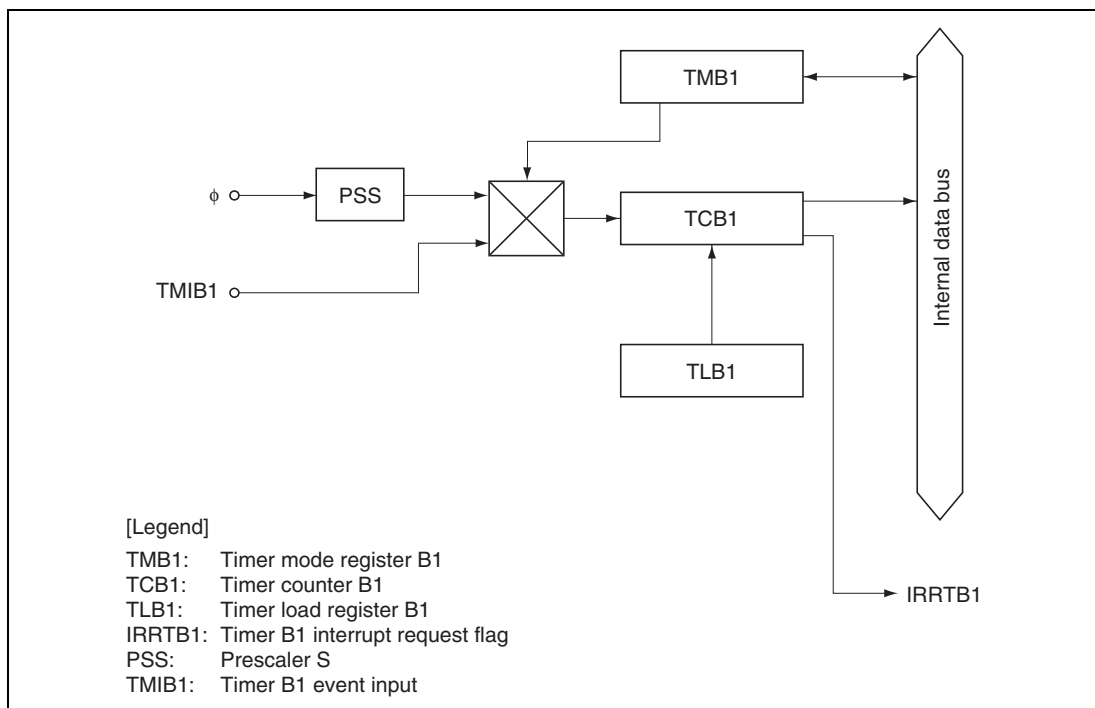 TMB1
φ
PSS
TCB1
TMIB1
TLB1
Internal data bus
IRRTB1
[Legend]
TMB1: Timer mode register B1
TCB1: Timer counter B1
TLB1: Timer load register B1
IRRTB1: Timer B1 interrupt request flag
PSS: Prescaler S
TMIB1: Timer B1 event input